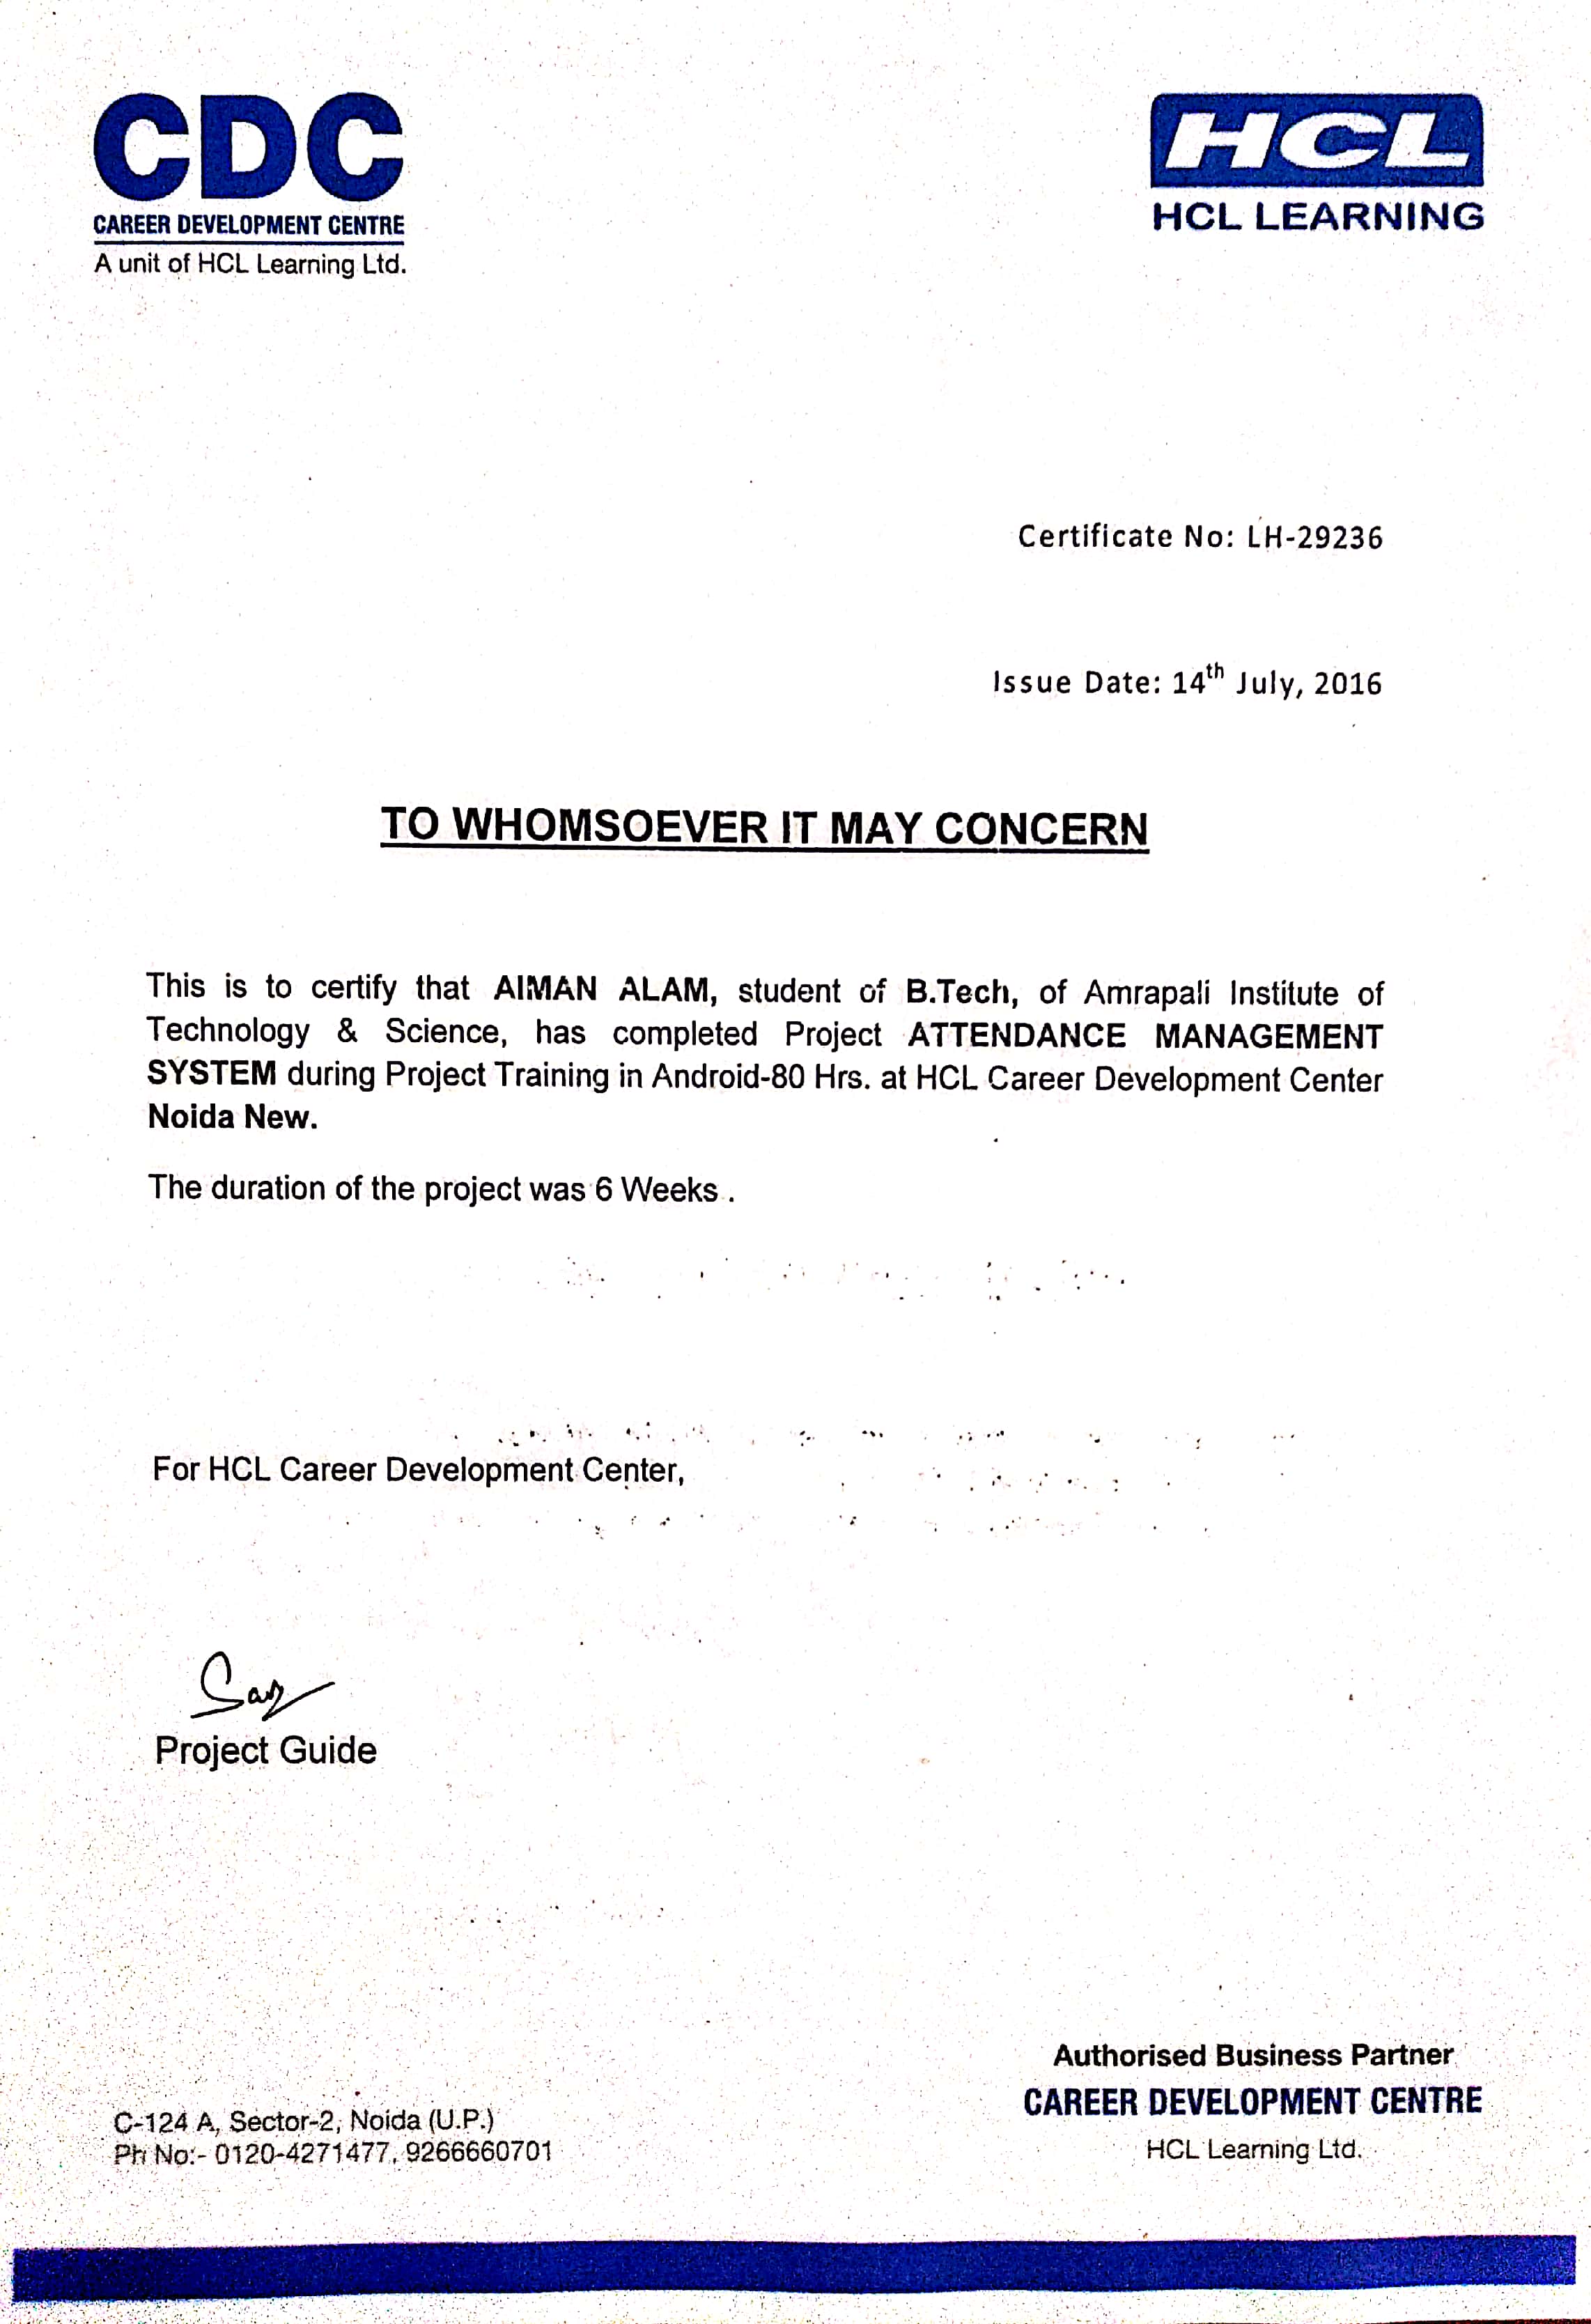 CDC
CAREER DEVELOPMENT CENTRE
A unit of HCL Learning Ltd.
HCL
HCL LEARNING
Certificate No: LH-29236
Issue Date: 14th July, 2016
TO WHOMSOEVER IT MAY CONCERN
This is to certify that AIMAN ALAM, student of B.Tech, of Amrapali Institute of
Technology & Science, has completed Project ATTENDANCE MANAGEMENT
SYSTEM during Project Training in Android-80 Hrs. at HCL Career Development Center
Noida New.
The duration of the project was 6 Weeks .
For HCL Career Development Center,
Project Guide
C-124 A, Sector-2, Noida (U.P.)
Ph No:- 0120-4271477, 9266660701
Authorised Business Partner
CAREER DEVELOPMENT CENTRE
HCL Learning Ltd.